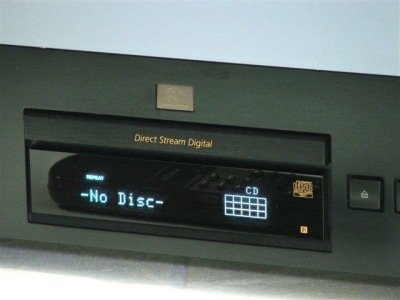 Direct Stream Digital
REPEAT
-No Disc-
CD